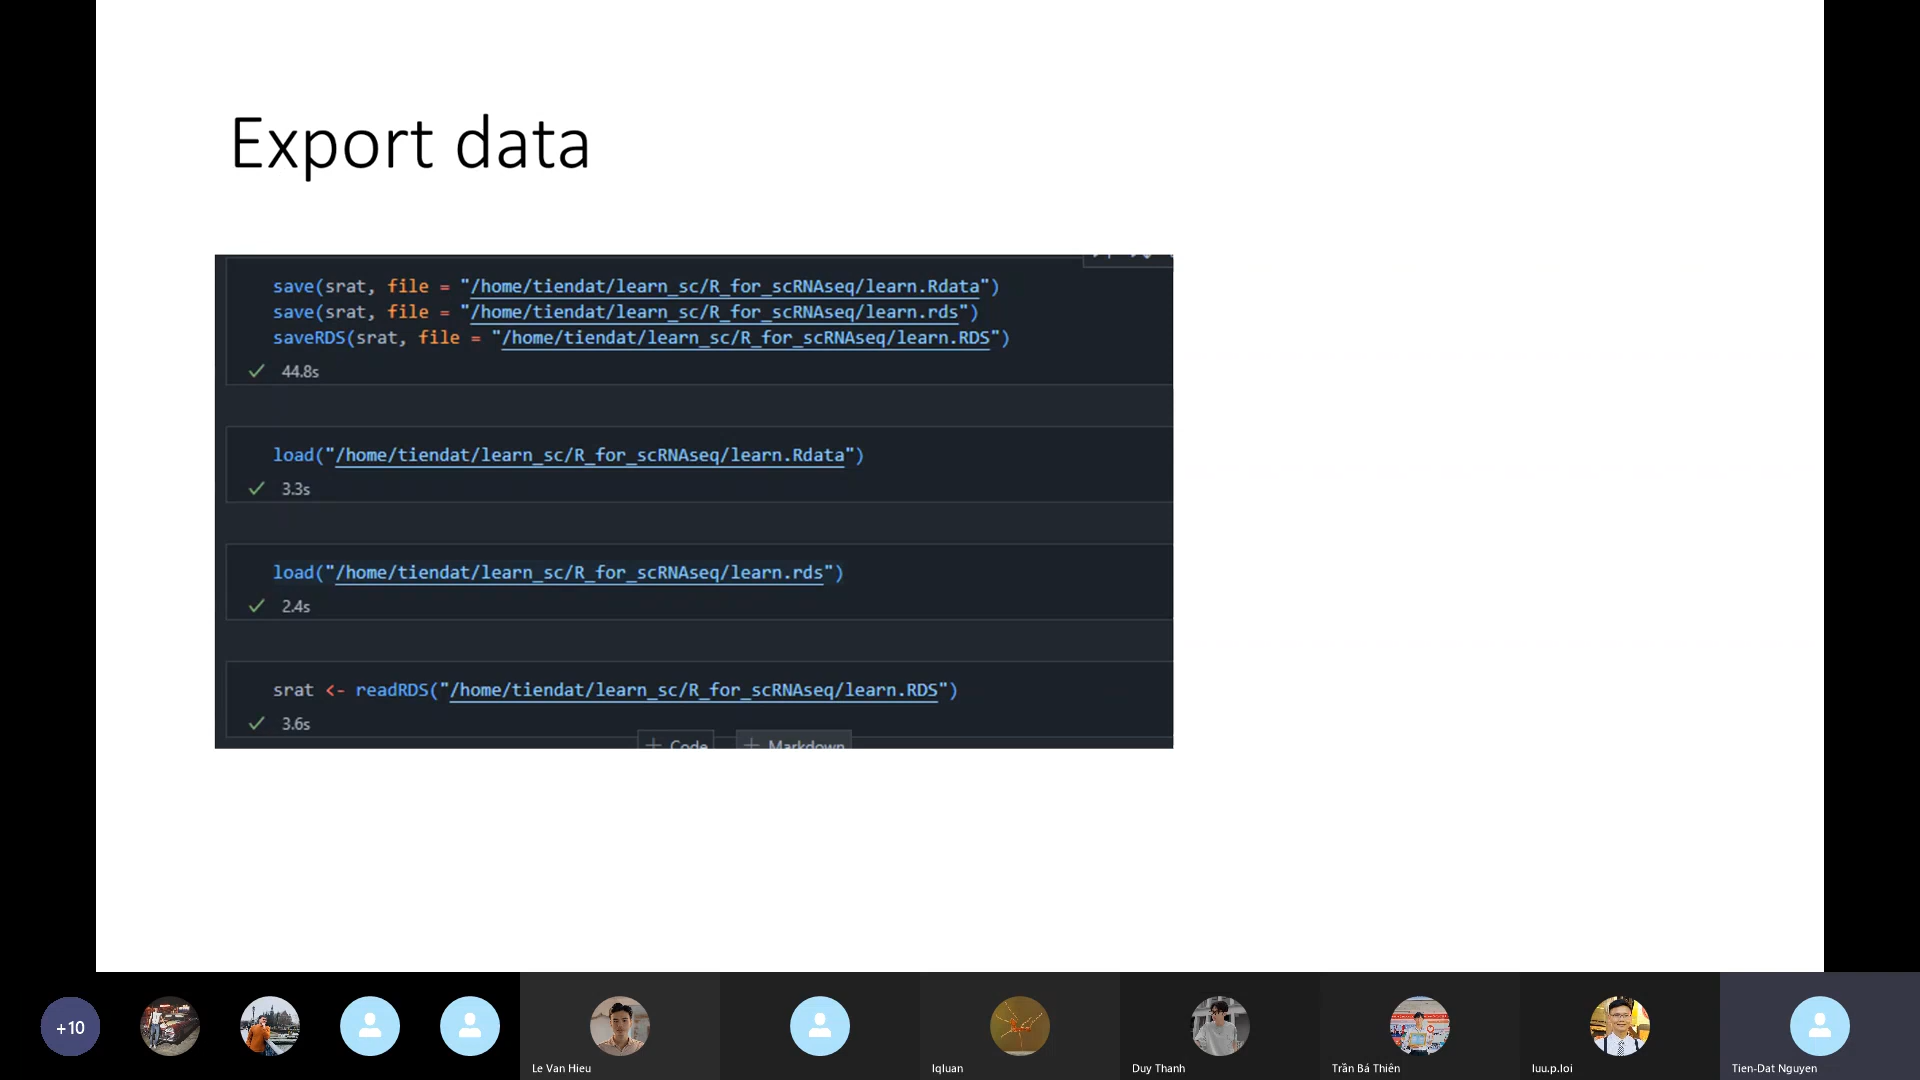 Export data
save(srat, file = "/home/tiendat/learn_sc/R_for_scRNAseq/learn.Rdata")
save(srat, file = "/home/tiendat/learn_sc/R_for_scRNAseq/learn.rds")
saveRDS(srat, file = "/home/tiendat/learn_sc/R_for_scRNAseq/learn.RDS")
44.8s
load("/home/tiendat/learn_sc/R_for_scRNAseq/learn.Rdata")
3.3s
load("/home/tiendat/learn_sc/R_for_scRNAseq/learn.rds")
2.4s
srat <- readRDS("/home/tiendat/learn_sc/R_for_scRNAseq/learn.RDS")
3.6s
+ Code + Markdown
+10
Le Van Hieu
lqluan
Duy Thanh
Trần Bá Thiên
luu.p.loi
Tien-Dat Nguyen